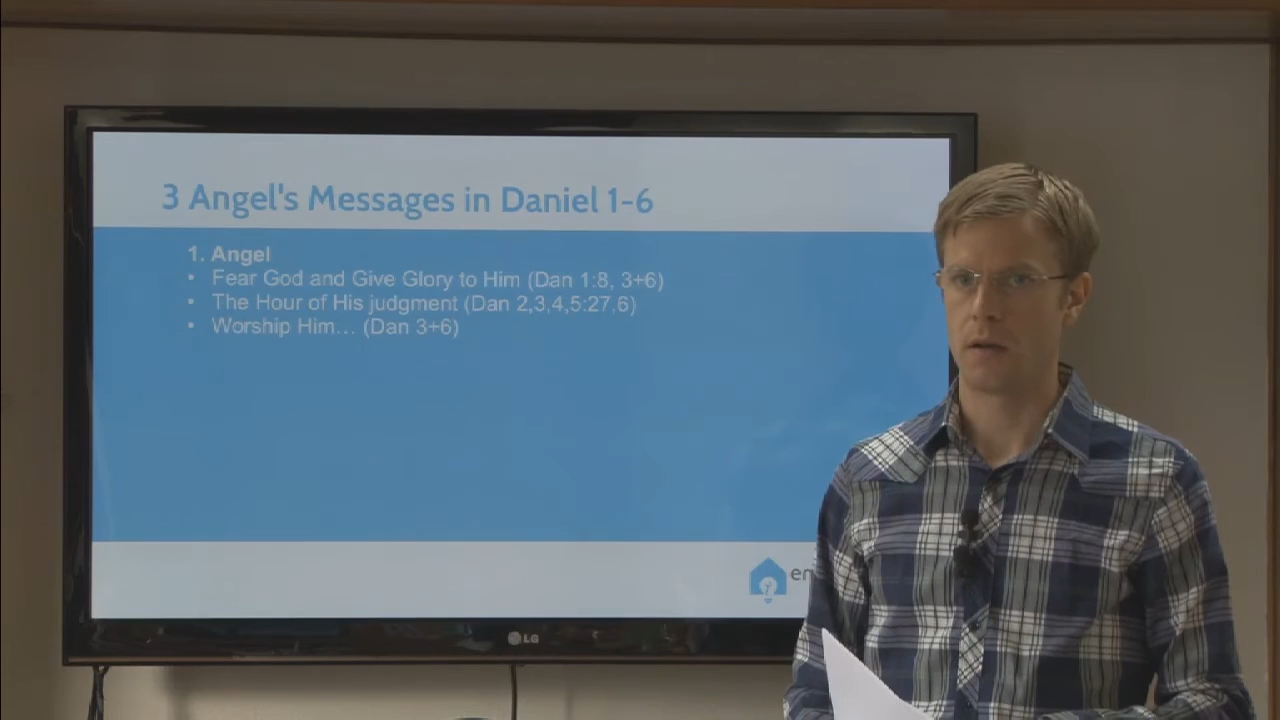 3 Angel's Messages in Daniel 1-6
1. Angel
• Fear God and Give Glory to Him (Dan 1:8, 3+6)
• The Hour of His judgment (Dan 2,3,4,5:27,6)
• Worship Him... (Dan 3+6)
LG